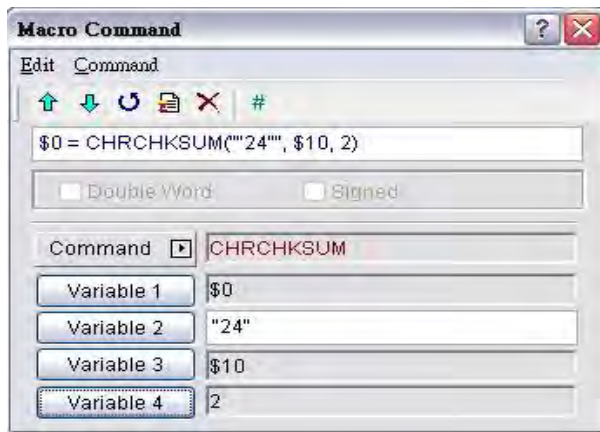 Macro Command
Edit Command
#
$0 = CHRCHKSUM(""24"", $10, 2)
Double Word Signed
Command CHRCHKSUM
Variable 1 $0
Variable 2 "24"
Variable 3 $10
Variable 4 2